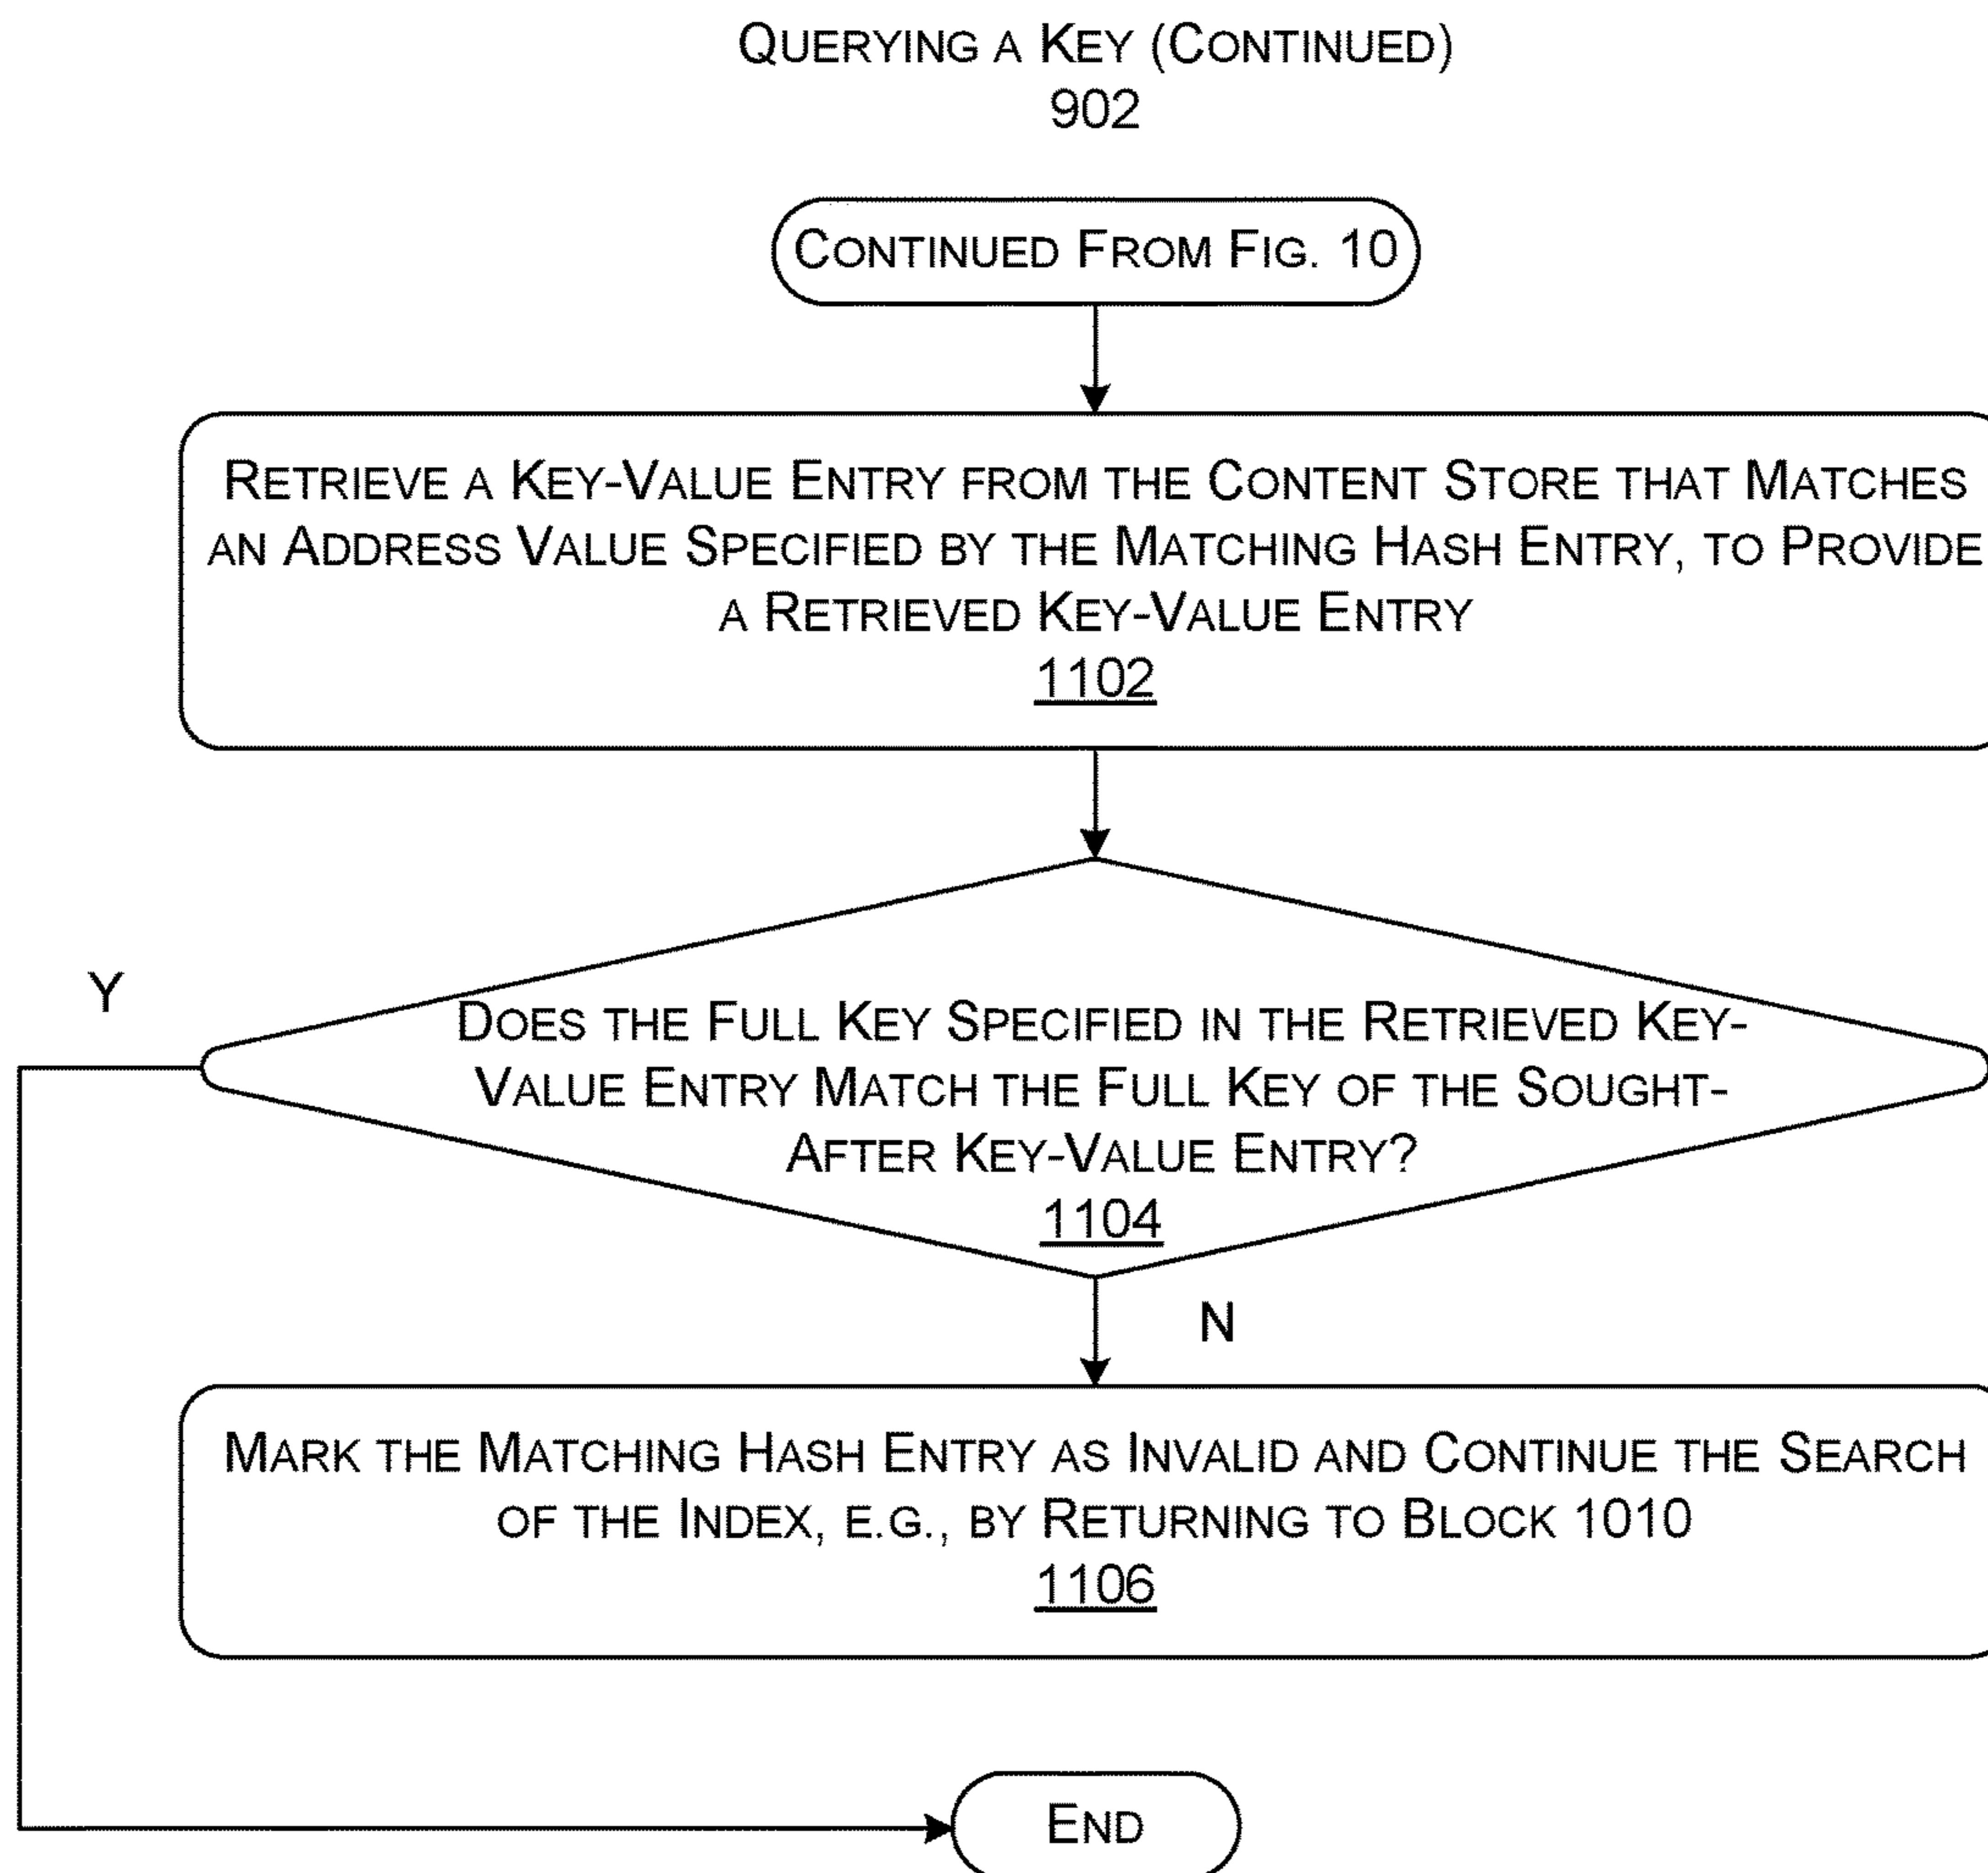 QUERYING A KEY (CONTINUED)
902
CONTINUED FROM FIG. 10
RETRIEVE A KEY-VALUE ENTRY FROM THE CONTENT STORE THAT MATCHES
AN ADDRESS VALUE SPECIFIED BY THE MATCHING HASH ENTRY, TO PROVIDE
A RETRIEVED KEY-VALUE ENTRY
1102
Y
DOES THE FULL KEY SPECIFIED IN THE RETRIEVED KEY-
VALUE ENTRY MATCH THE FULL KEY OF THE SOUGHT-
AFTER KEY-VALUE ENTRY?
1104
N
MARK THE MATCHING HASH ENTRY AS INVALID AND CONTINUE THE SEARCH
OF THE INDEX, E.G., BY RETURNING TO BLOCK 1010
1106
END